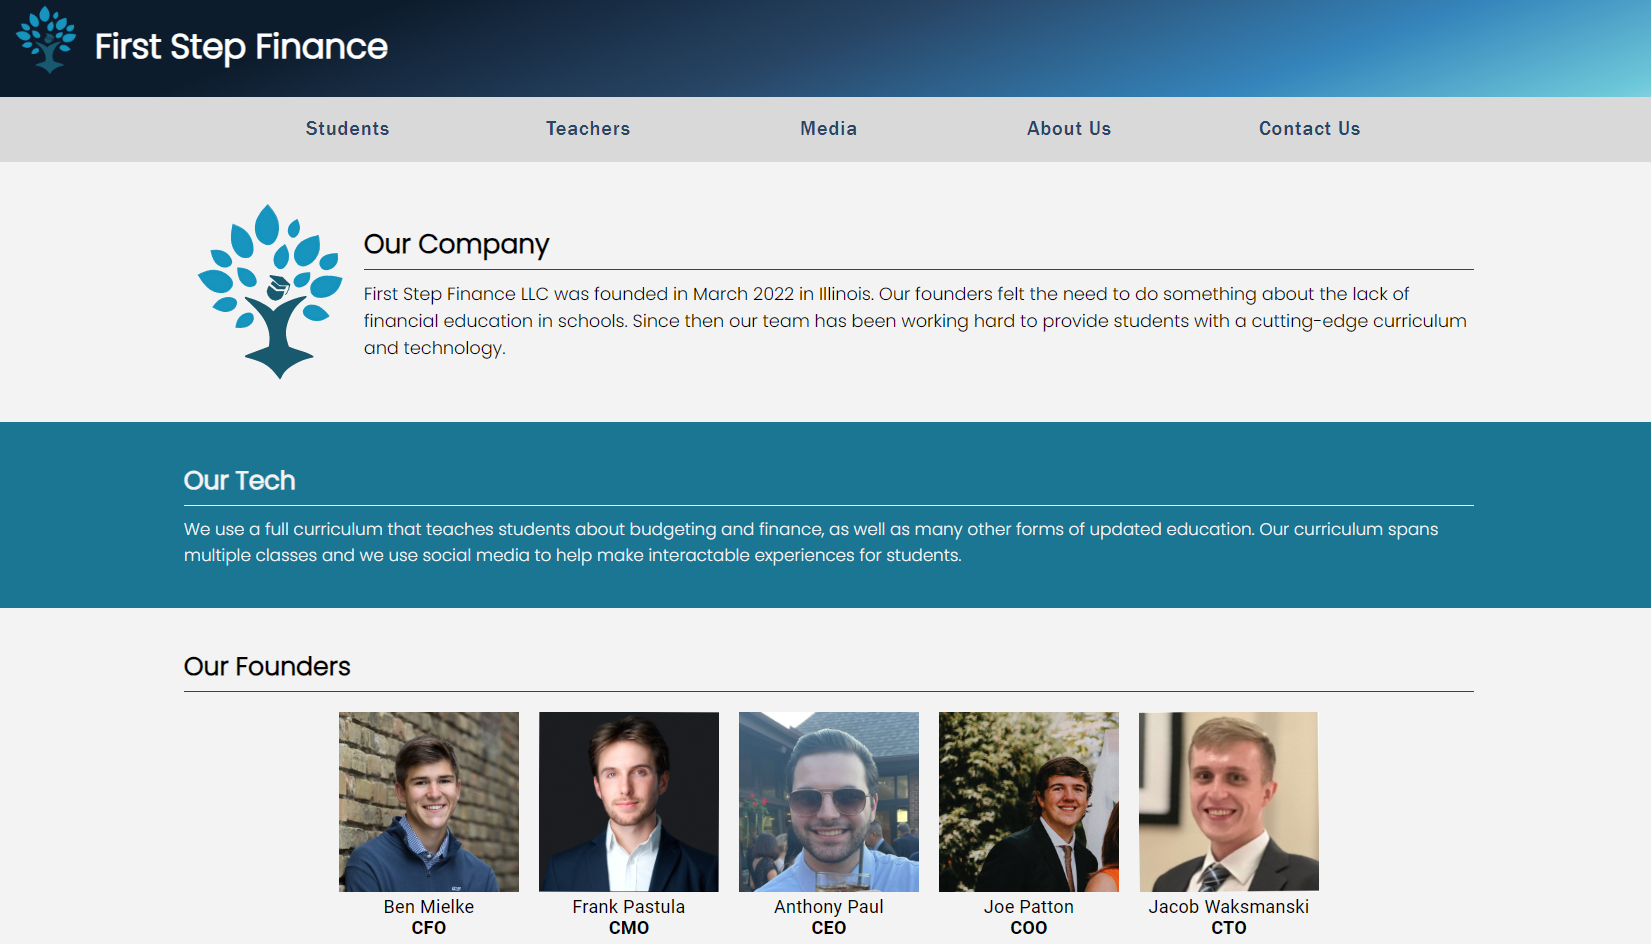 First Step Finance
Students
Teachers
Media
About Us
Contact Us
Our Company
First Step Finance LLC was founded in March 2022 in Illinois. Our founders felt the need to do something about the lack of
financial education in schools. Since then our team has been working hard to provide students with a cutting-edge curriculum
and technology.
Our Tech
We use a full curriculum that teaches students about budgeting and finance, as well as many other forms of updated education. Our curriculum spans
multiple classes and we use social media to help make interactable experiences for students.
Our Founders
Ben Mielke
CFO
Frank Pastula
CMO
Anthony Paul
CEO
Joe Patton
COO
Jacob Waksmanski
CTO